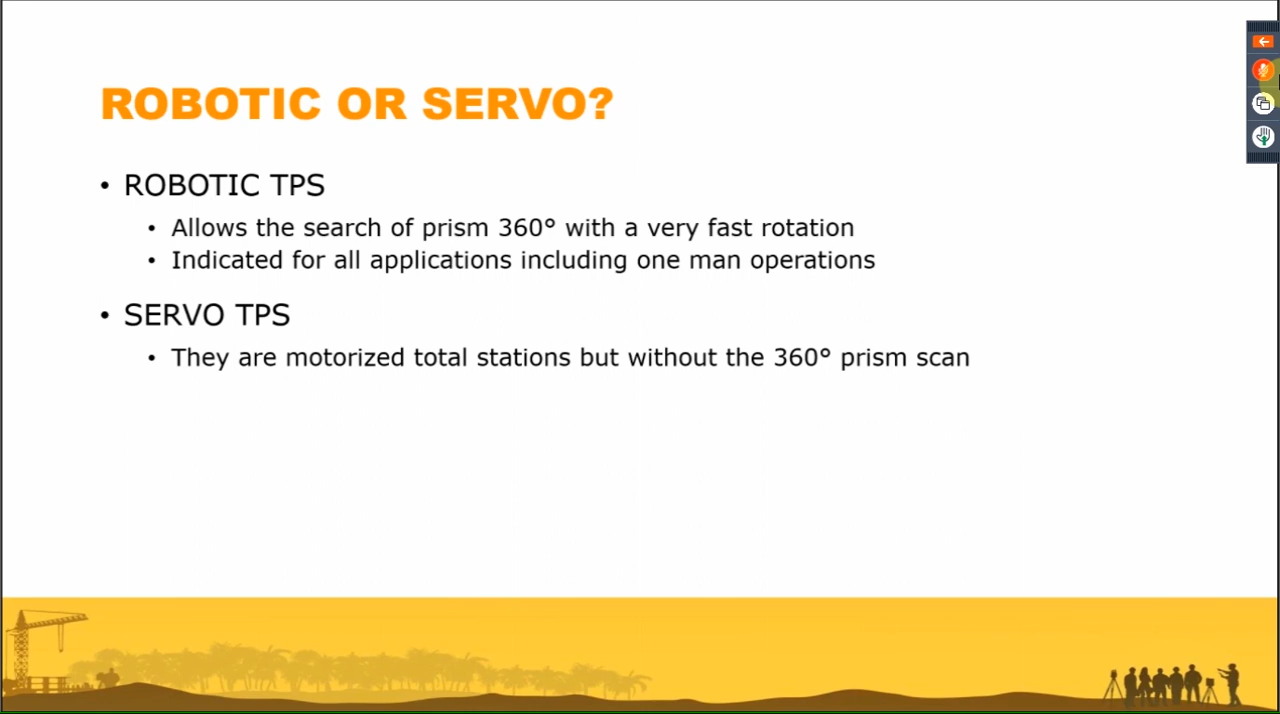 ROBOTIC OR SERVO?
• ROBOTIC TPS
• Allows the search of prism 360° with a very fast rotation
• Indicated for all applications including one man operations
• SERVO TPS
• They are motorized total stations but without the 360° prism scan